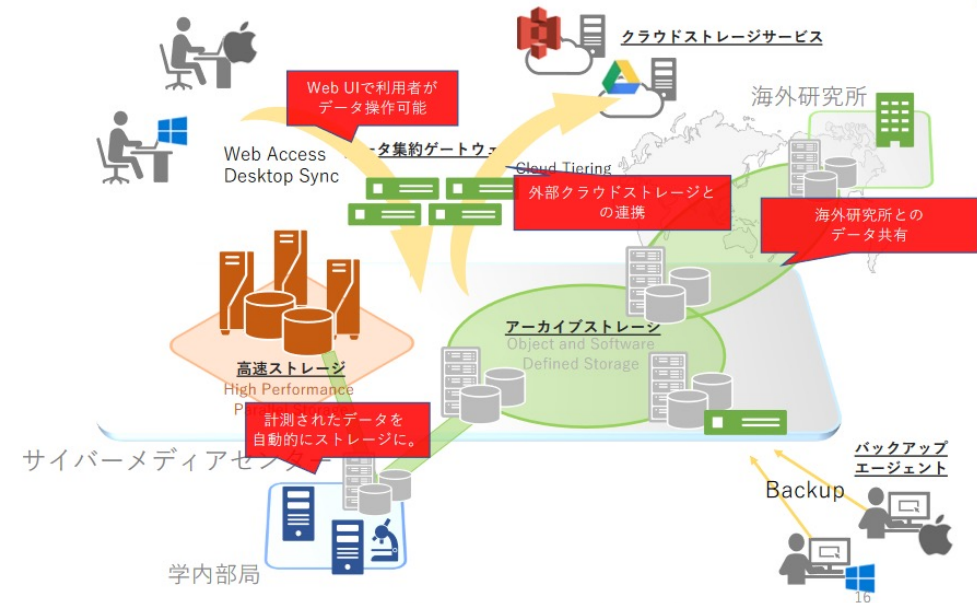 クラウドストレージサービス
Web UIで利用者が
データ操作可能
海外研究所
Web Access
Desktop Sync
タ集約ゲートウェ
Cloud Tiering
外部クラウドストレージと
の連携
海外研究所との
データ共有
アーカイブストレージ
Object and Software
Defined Storage
高速ストレージ
High Performance
計測されたデータを
自動的にストレージに。
サイバーメディアセンター
バックアップ
エージェント
Backup
学内部局
16